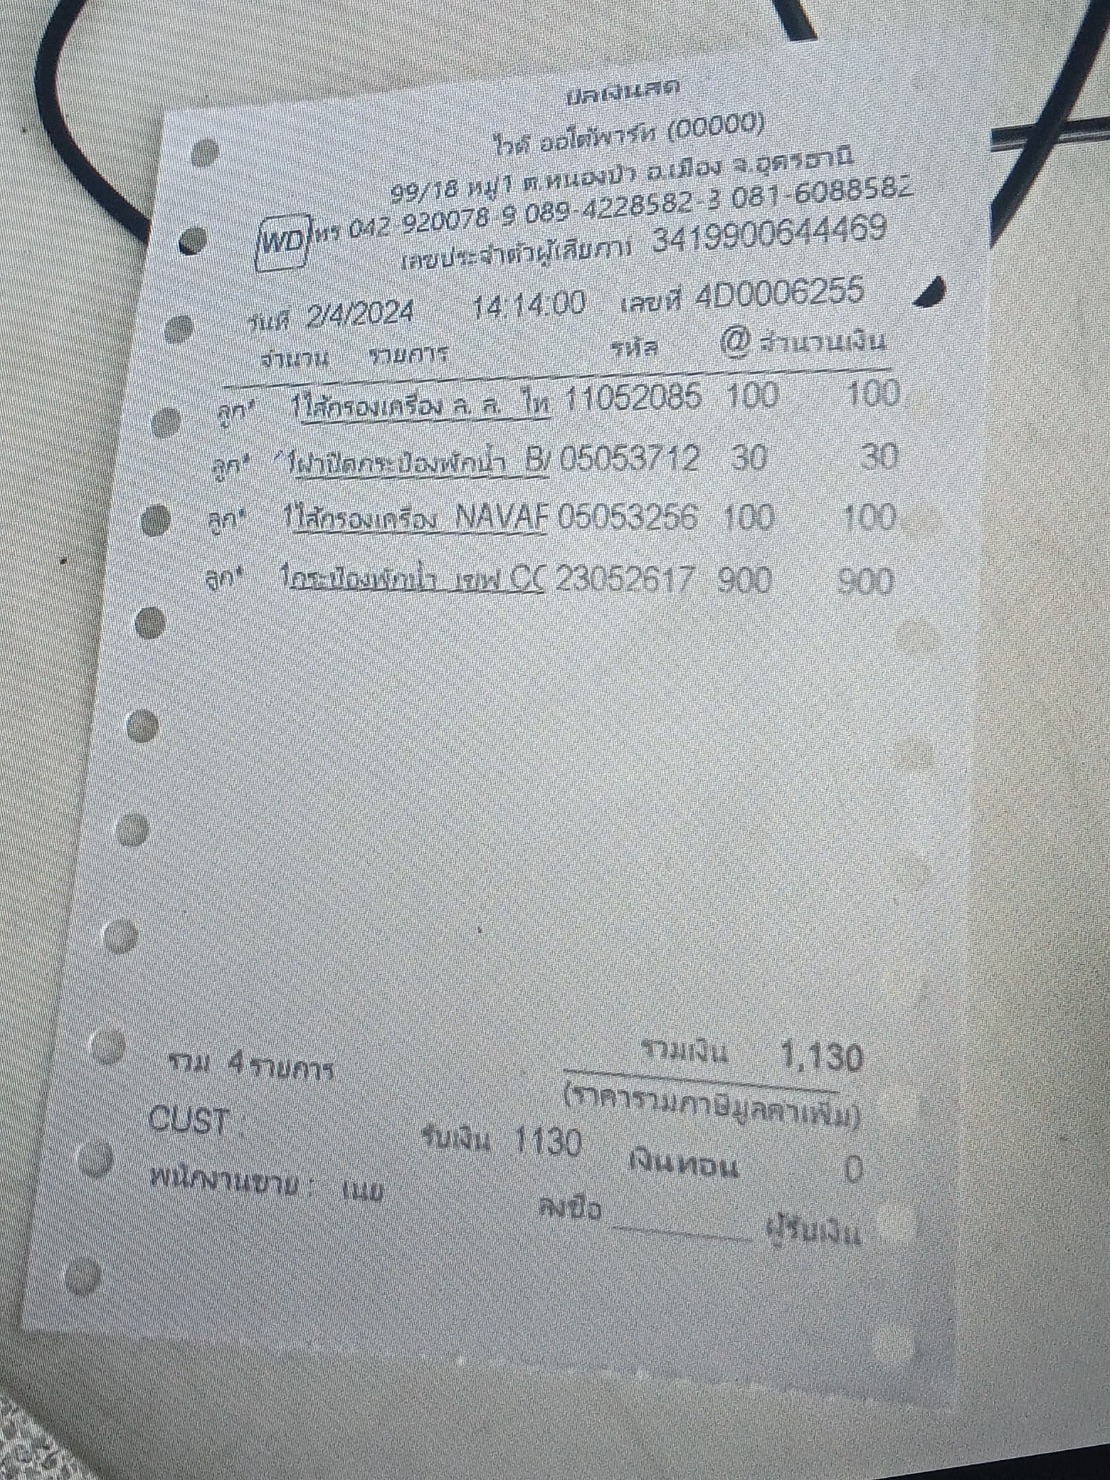 บิลเงินสด
ไวดี ออโต้พาร์ท (00000)
99/18 หมู่1 ต.หนองบัว อ.เมือง จ.อุดรธานี
WD โทร 042-920078-9 089-4228582-3 081-6088582
เลขประจำตัวผู้เสียภาษี 3419900644469
วันที่ 2/4/2024 14:14:00 เลขที่ 4D0006255
จำนวน รายการ รหัส @ จำนวนเงิน
ลูก* 1 ไส้กรองเครื่อง ล. ล. ไท 11052085 100 100
ลูก* 1 ฝาปิดกระป๋องพักน้ำ B/ 05053712 30 30
ลูก* 1 ไส้กรองเครื่อง NAVAF 05053256 100 100
ลูก* 1 กระป๋องพักน้ำ เชฟ CC 23052617 900 900
รวม 4 รายการ รวมเงิน 1,130
(ราคารวมภาษีมูลค่าเพิ่ม)
CUST : รับเงิน 1130 เงินทอน 0
พนักงานขาย : เนย ลงชื่อ ผู้รับเงิน